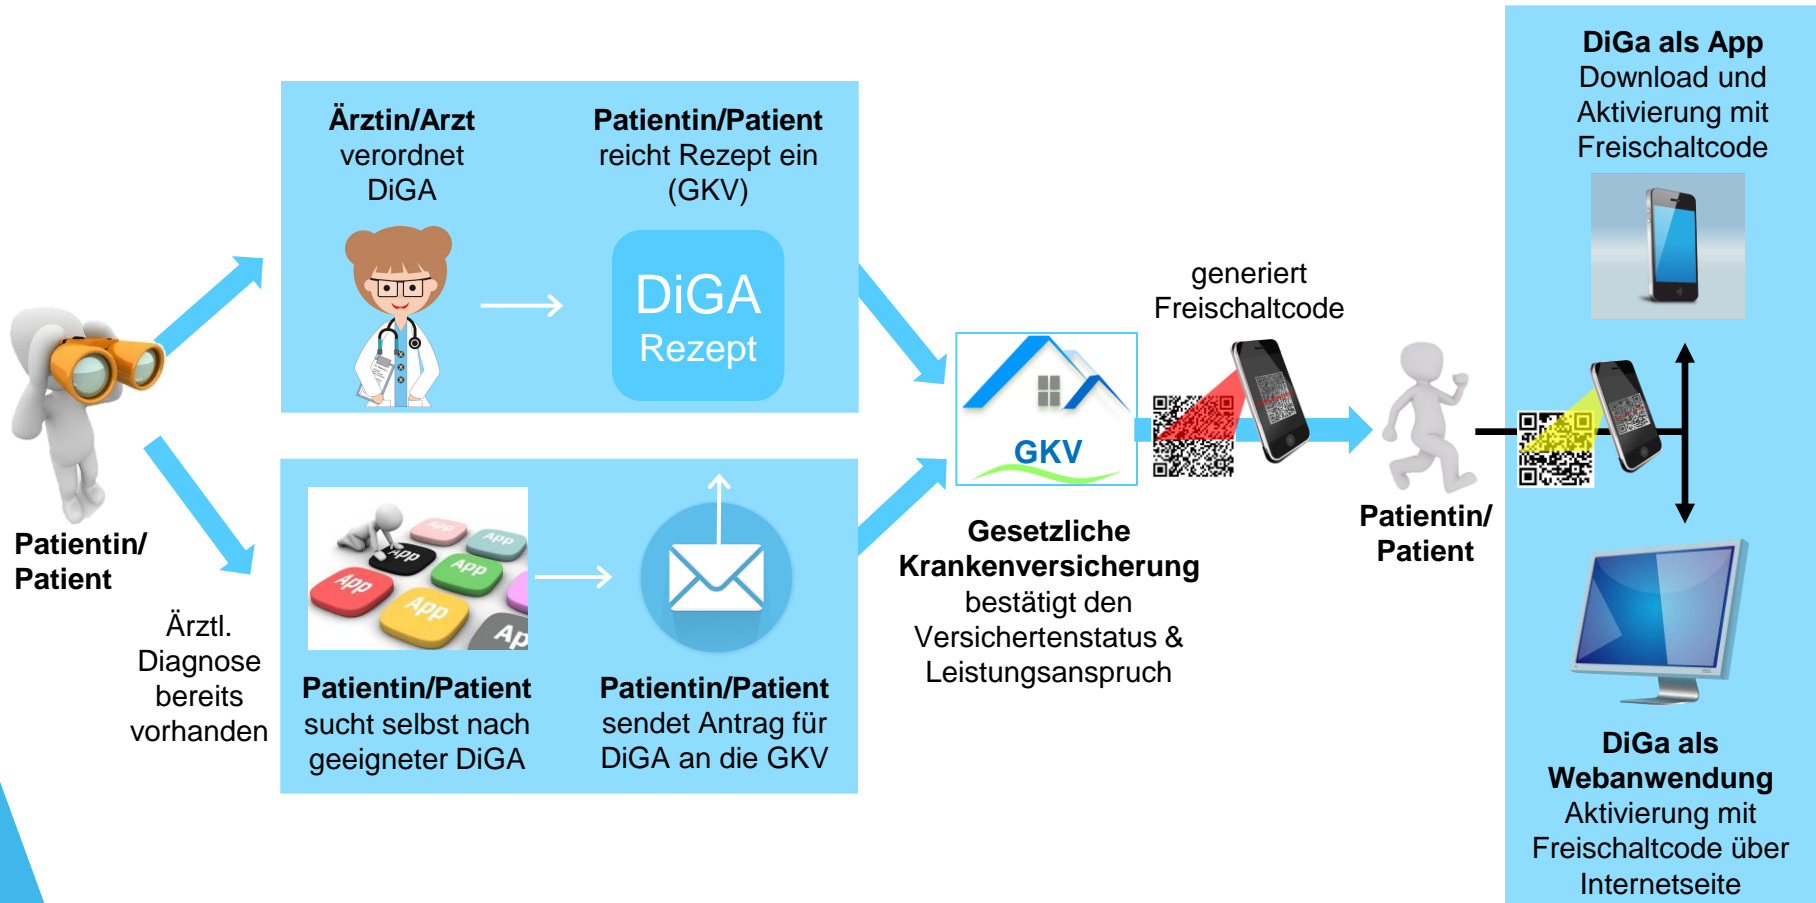 Patientin/
Patient
Ärztin/Arzt
verordnet
DiGA
Patientin/Patient
reicht Rezept ein
(GKV)
DiGA
Rezept
Ärztl.
Diagnose
bereits
vorhanden
App
App
App
App
App
App
Ap
Patientin/Patient
sucht selbst nach
geeigneter DiGA
Patientin/Patient
sendet Antrag für
DiGA an die GKV
GKV
Gesetzliche
Krankenversicherung
bestätigt den
Versichertenstatus &
Leistungsanspruch
generiert
Freischaltcode
Patientin/
Patient
DiGa als App
Download und
Aktivierung mit
Freischaltcode
DiGa als
Webanwendung
Aktivierung mit
Freischaltcode über
Internetseite